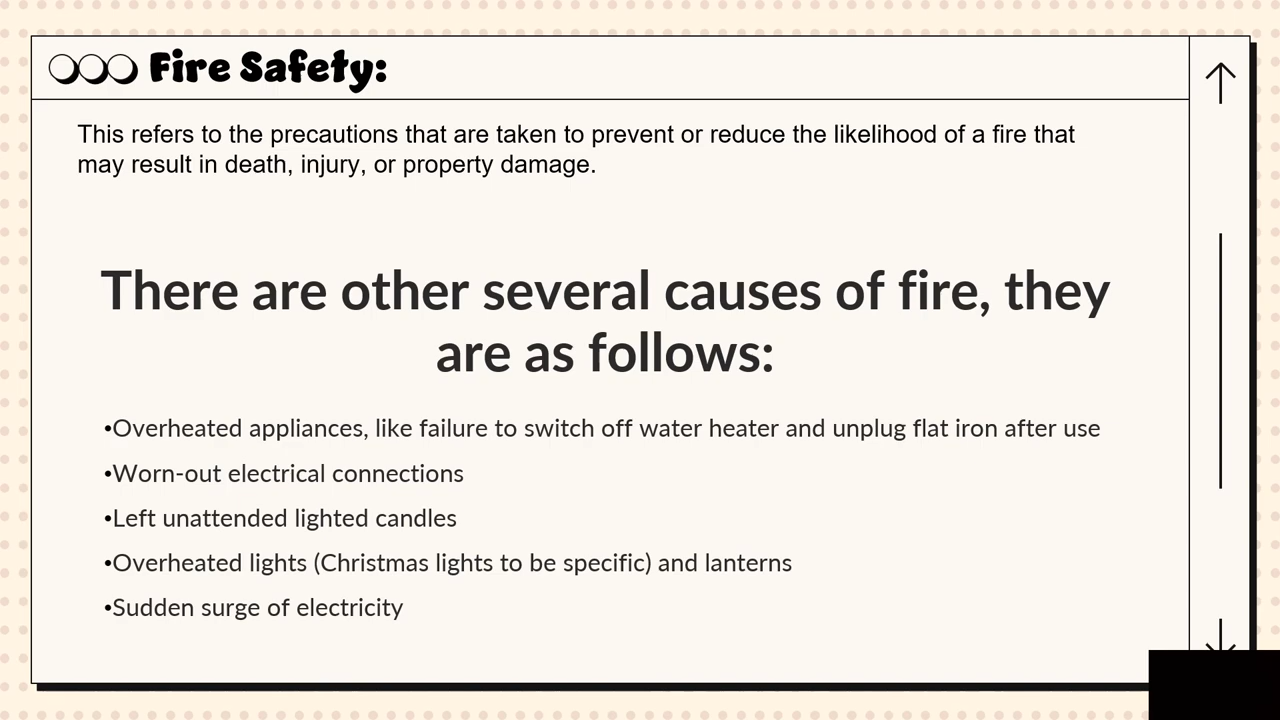 Fire Safety:
This refers to the precautions that are taken to prevent or reduce the likelihood of a fire that
may result in death, injury, or property damage.
There are other several causes of fire, they
are as follows:
•Overheated appliances, like failure to switch off water heater and unplug flat iron after use
•Worn-out electrical connections
•Left unattended lighted candles
•Overheated lights (Christmas lights to be specific) and lanterns
•Sudden surge of electricity